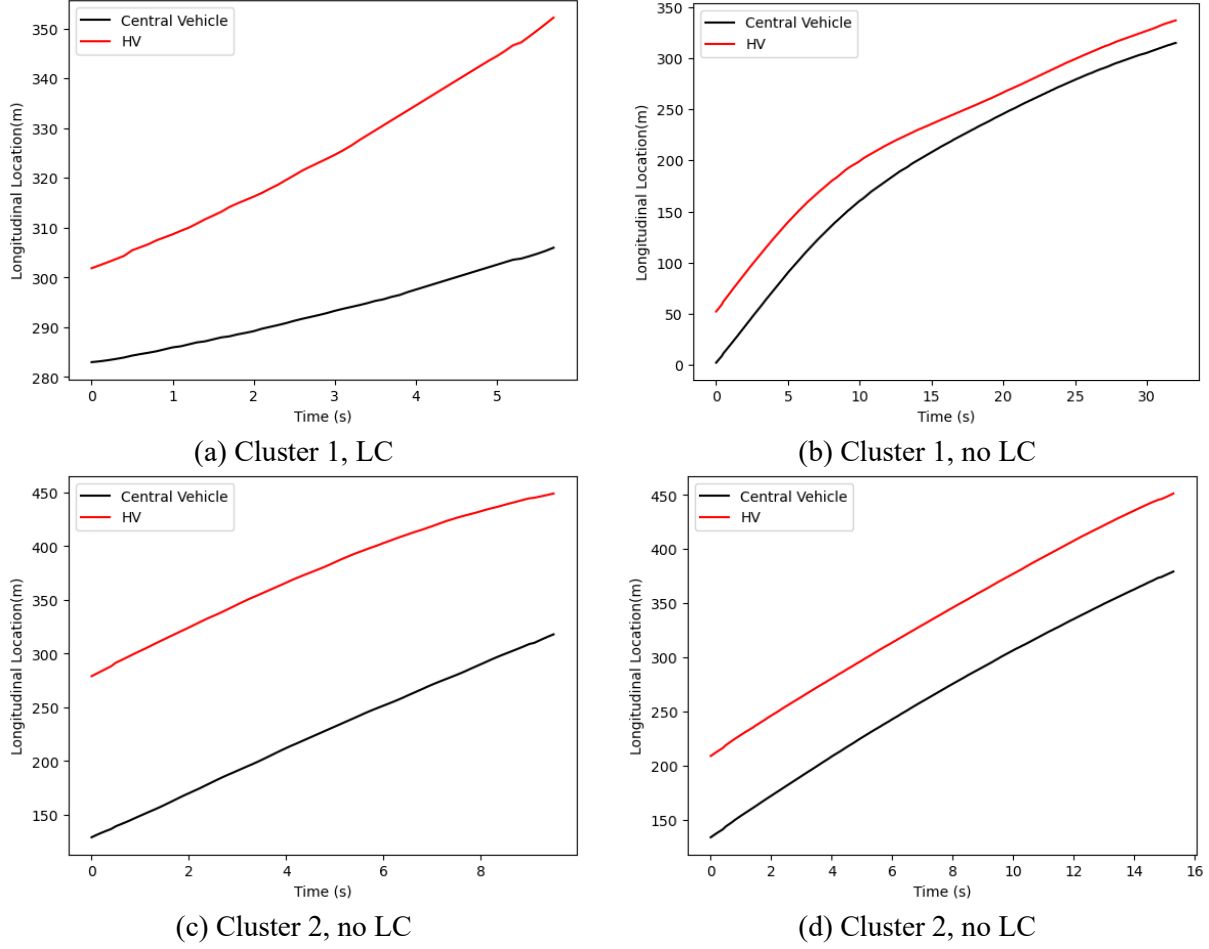 Central Vehicle
HV
Longitudinal Location(m)
350
340
330
320
310
300
290
280
0 1 2 3 4 5
Time (s)
(a) Cluster 1, LC
Central Vehicle
HV
Longitudinal Location(m)
350
300
250
200
150
100
50
0
0 5 10 15 20 25 30
Time (s)
(b) Cluster 1, no LC
Central Vehicle
HV
Longitudinal Location(m)
450
400
350
300
250
200
150
0 2 4 6 8
Time (s)
(c) Cluster 2, no LC
Central Vehicle
HV
Longitudinal Location(m)
450
400
350
300
250
200
150
0 2 4 6 8 10 12 14 16
Time (s)
(d) Cluster 2, no LC